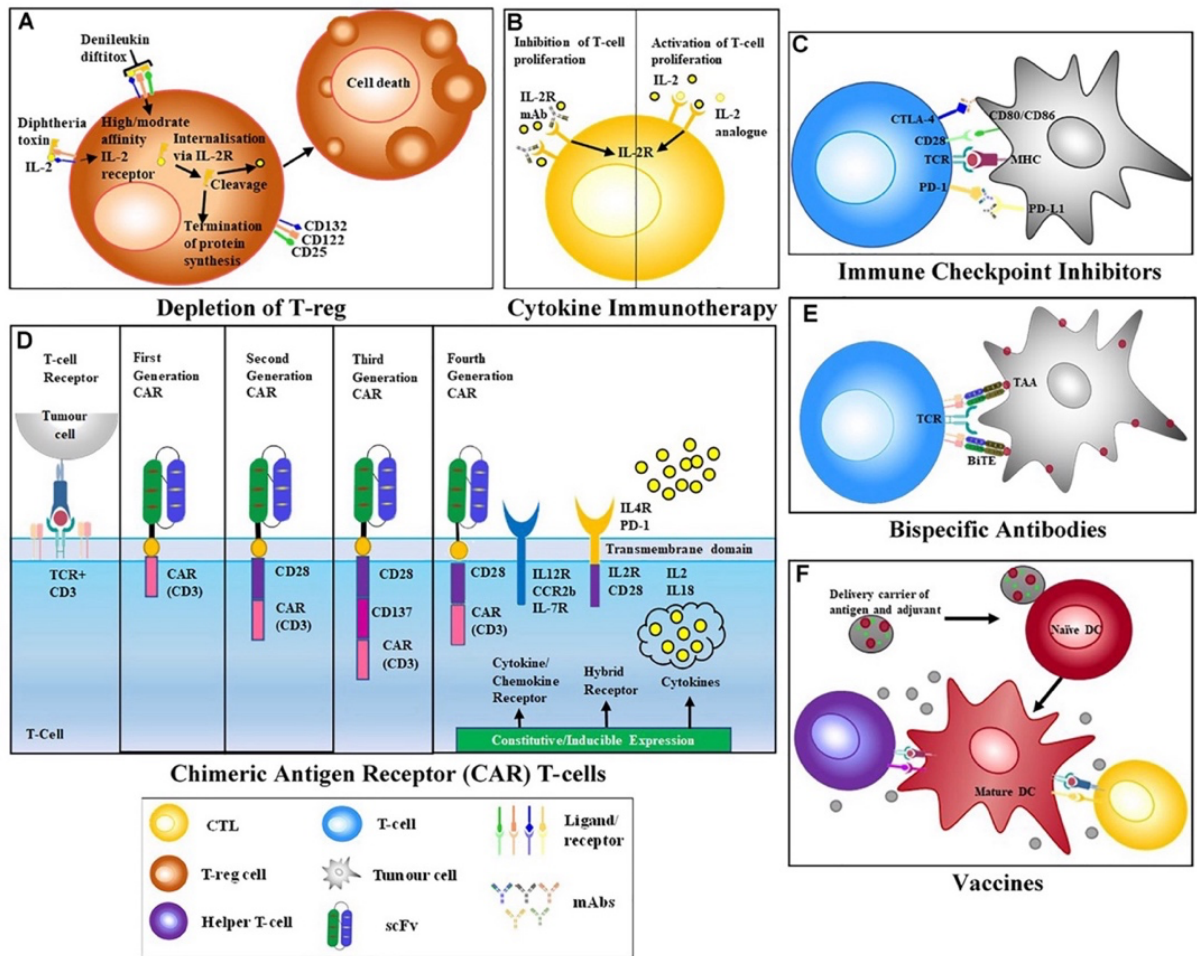 A
Denileukin
diftitox
Diphtheria
toxin
IL-2
High/modrate
affinity
IL-2
receptor
Internalisation
via IL-2R
Cleavage
Termination
of protein
synthesis
CD132
CD122
CD25
Cell death
Depletion of T-reg
B
Inhibition of T-cell
proliferation
Activation of T-cell
proliferation
IL-2R
mAb
IL-2
IL-2
analogue
IL-2R
Cytokine Immunotherapy
C
CTLA-4
CD80/CD86
CD28
TCR
MHC
PD-1
PD-L1
Immune Checkpoint Inhibitors
D
T-cell
Receptor
Tumour
cell
TCR+
CD3
T-Cell
First
Generation
CAR
CAR
(CD3)
Second
Generation
CAR
CD28
CAR
(CD3)
Third
Generation
CAR
CD28
CD137
CAR
(CD3)
Fourth
Generation
CAR
CD28
CAR
(CD3)
IL12R
CCR2b
IL-7R
IL4R
PD-1
Transmembrane domain
IL2R
CD28
IL2
IL18
Cytokine/
Chemokine
Receptor
Hybrid
Receptor
Cytokines
Constitutive/Inducible Expression
Chimeric Antigen Receptor (CAR) T-cells
E
TAA
TCR
BiTE
Bispecific Antibodies
F
Delivery carrier of
antigen and adjuvant
Naïve DC
Mature DC
Vaccines
CTL
T-cell
Ligand/
receptor
T-reg cell
Tumour cell
mAbs
Helper T-cell
scFv